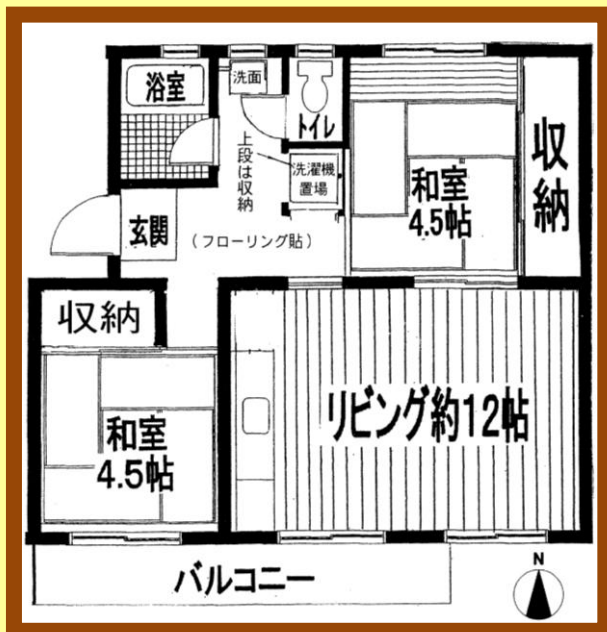 浴室
洗面
トイレ
上段は収納
洗濯機
置場
収納
和室
4.5帖
玄関
(フローリング貼)
収納
和室
4.5帖
リビング約12帖
バルコニー
N